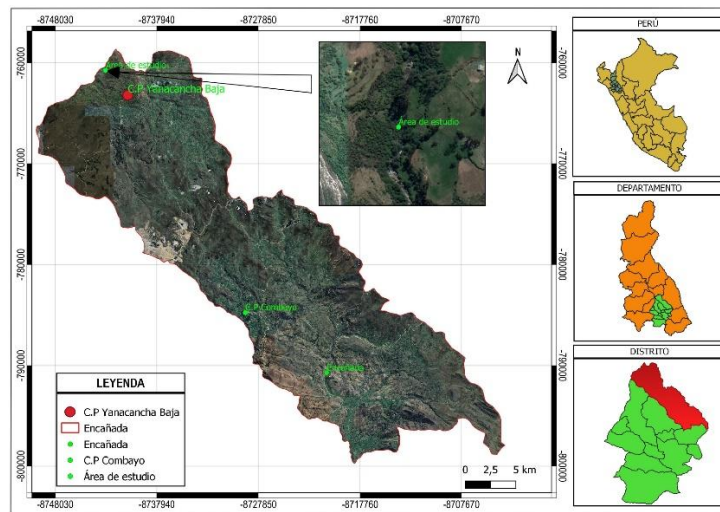 -8748030 -8737940 -8727850 -8717760 -8707670
PERÚ
-760000
-760000
Área de estudio
C.P Yanacancha Baja
N
Área de estudio
-770000
-770000
DEPARTAMENTO
-780000
-780000
C.P Combayo
DISTRITO
-790000
-790000
Encañada
LEYENDA
C.P Yanacancha Baja
Encañada
Encañada
C.P Combayo
Área de estudio
-800000
-800000
0 2,5 5 km
-8748030 -8737940 -8727850 -8717760 -8707670